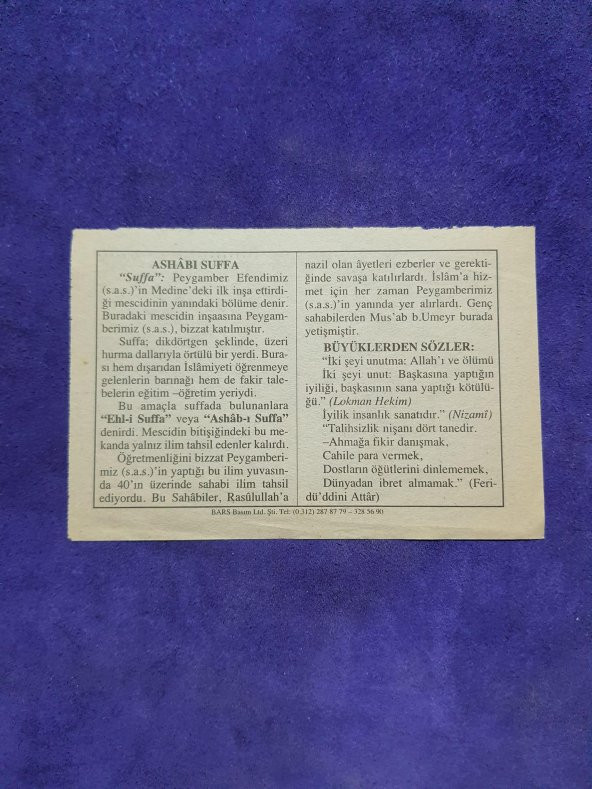 ASHÂBI SUFFA
“Suffa”: Peygamber Efendimiz
(s.a.s.)’in Medine’deki ilk inşa ettirdi-
ği mescidinin yanındaki bölüme denir.
Buradaki mescidin inşaasına Peygam-
berimiz (s.a.s.), bizzat katılmıştır.
Suffa; dikdörtgen şeklinde, üzeri
hurma dallarıyla örtülü bir yerdi. Bura-
sı hem dışarıdan İslâmiyeti öğrenmeye
gelenlerin barınağı hem de fakir tale-
belerin eğitim –öğretim yeriydi.
Bu amaçla suffada bulunanlara
“Ehl-i Suffa” veya “Ashâb-ı Suffa”
denirdi. Mescidin bitişiğindeki bu me-
kanda yalnız ilim tahsil edenler kalırdı.
Öğretmenliğini bizzat Peygamberi-
miz (s.a.s.)’in yaptığı bu ilim yuvasın-
da 40’ın üzerinde sahabi ilim tahsil
ediyordu. Bu Sahâbiler, Rasûlullah’a
nazil olan âyetleri ezberler ve gerekti-
ğinde savaşa katılırlardı. İslâm’a hiz-
met için her zaman Peygamberimiz
(s.a.s.)’in yanında yer alırlardı. Genç
sahabilerden Mus’ab b.Umeyr burada
yetişmiştir.
BÜYÜKLERDEN SÖZLER:
“İki şeyi unutma: Allah’ı ve ölümü
İki şeyi unut: Başkasına yaptığın
iyiliği, başkasının sana yaptığı kötülü-
ğü.” (Lokman Hekim)
İyilik insanlık sanatıdır.” (Nizamî)
“Talihsizlik nişanı dört tanedir.
–Ahmağa fikir danışmak,
Cahile para vermek,
Dostların öğütlerini dinlememek,
Dünyadan ibret almamak.” (Feri-
dü’ddini Attâr)
BARS Basım Ltd. Şti. Tel: (0.312) 287 87 79 – 328 56 90